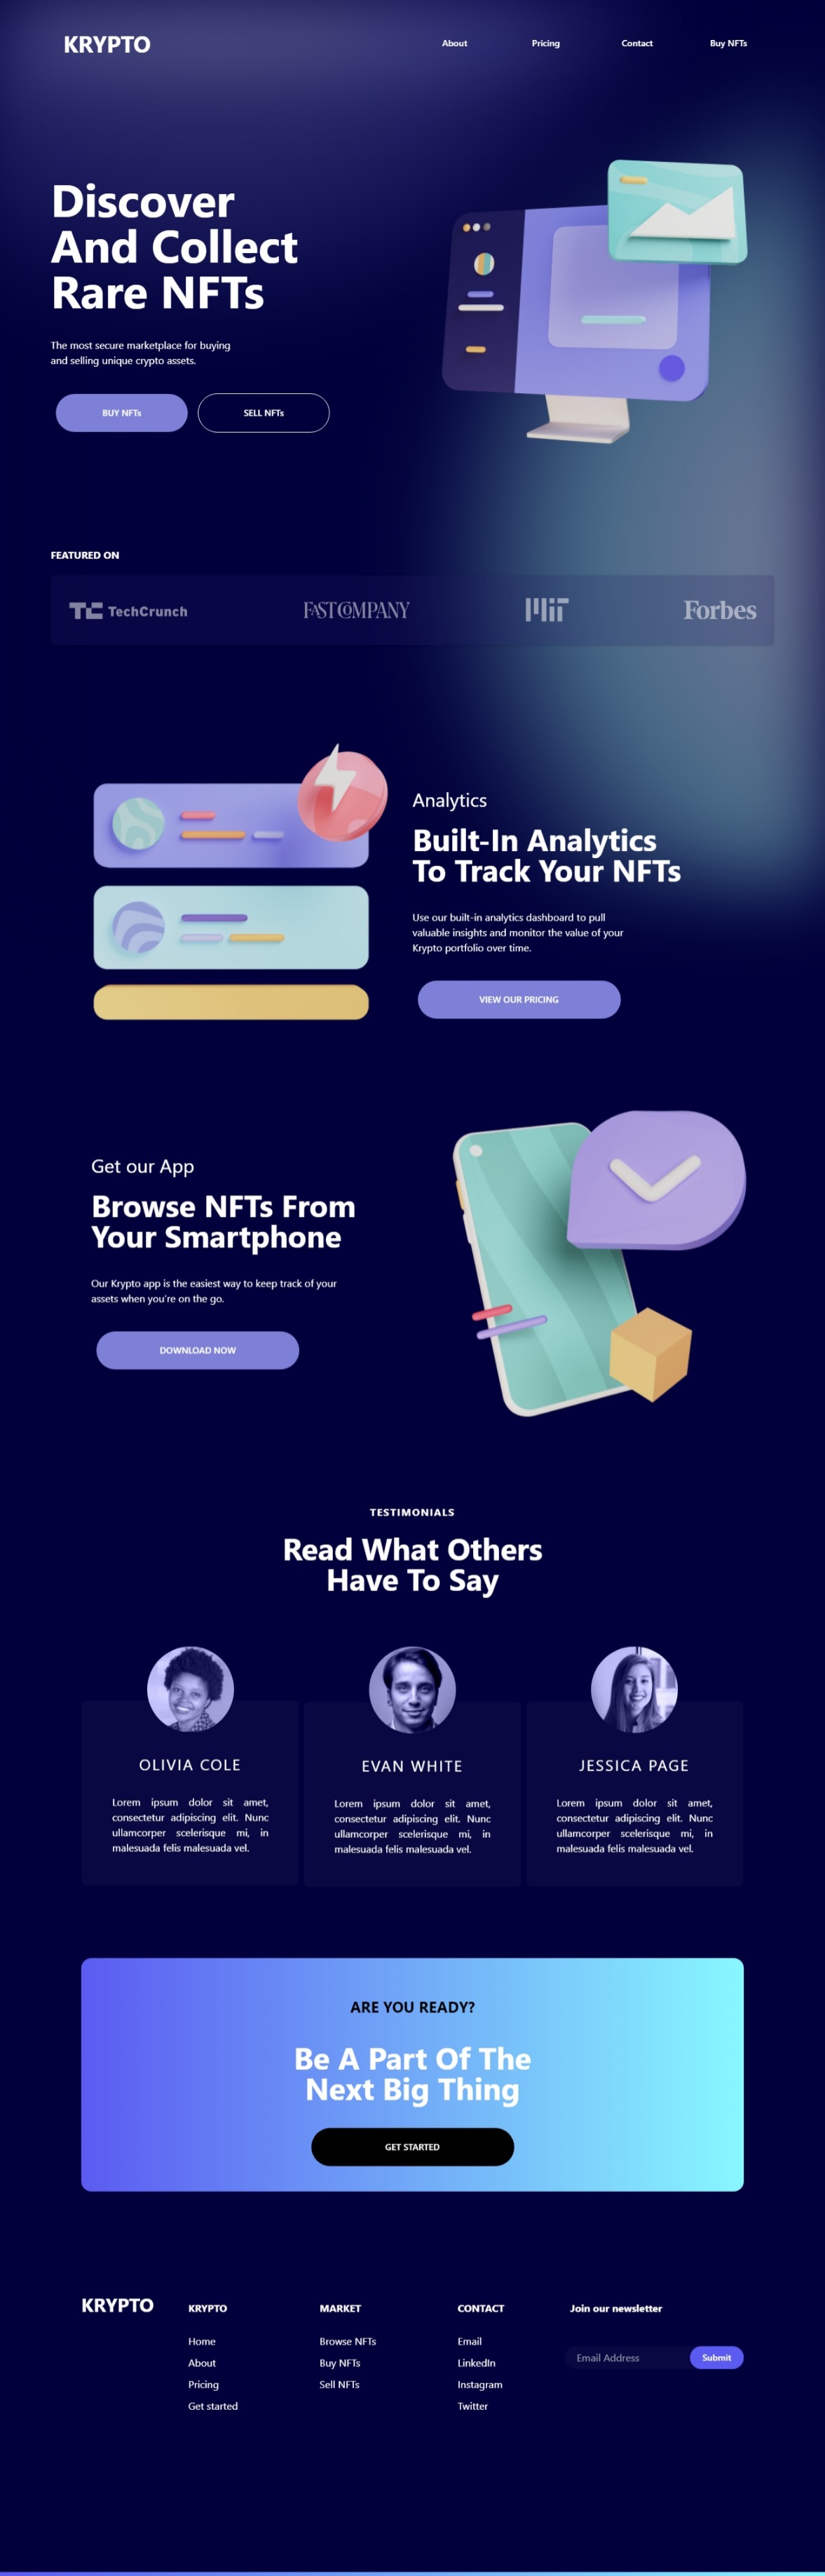 KRYPTO
About
Pricing
Contact
Buy NFTs
Discover
And Collect
Rare NFTs
The most secure marketplace for buying
and selling unique crypto assets.
BUY NFTs
SELL NFTs
FEATURED ON
TC TechCrunch
FAST COMPANY
MIT
Forbes
Analytics
Built-In Analytics
To Track Your NFTs
Use our built-in analytics dashboard to pull
valuable insights and monitor the value of your
Krypto portfolio over time.
VIEW OUR PRICING
Get our App
Browse NFTs From
Your Smartphone
Our Krypto app is the easiest way to keep track of your
assets when you're on the go.
DOWNLOAD NOW
TESTIMONIALS
Read What Others
Have To Say
OLIVIA COLE
Lorem ipsum dolor sit amet,
consectetur adipiscing elit. Nunc
ullamcorper scelerisque mi, in
malesuada felis malesuada vel.
EVAN WHITE
Lorem ipsum dolor sit amet,
consectetur adipiscing elit. Nunc
ullamcorper scelerisque mi, in
malesuada felis malesuada vel.
JESSICA PAGE
Lorem ipsum dolor sit amet,
consectetur adipiscing elit. Nunc
ullamcorper scelerisque mi, in
malesuada felis malesuada vel.
ARE YOU READY?
Be A Part Of The
Next Big Thing
GET STARTED
KRYPTO
KRYPTO
Home
About
Pricing
Get started
MARKET
Browse NFTs
Buy NFTs
Sell NFTs
CONTACT
Email
LinkedIn
Instagram
Twitter
Join our newsletter
Email Address
Submit